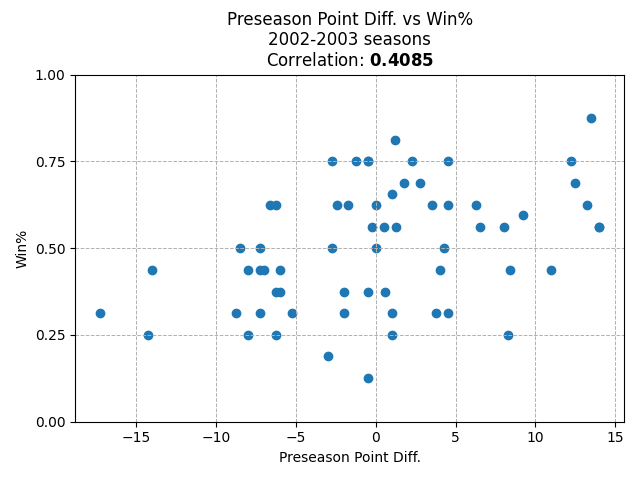 Preseason Point Diff. vs Win%
2002-2003 seasons
Correlation: 0.4085
1.00
0.75
0.50
0.25
0.00
Win%
−15
−10
−5
0
5
10
15
Preseason Point Diff.